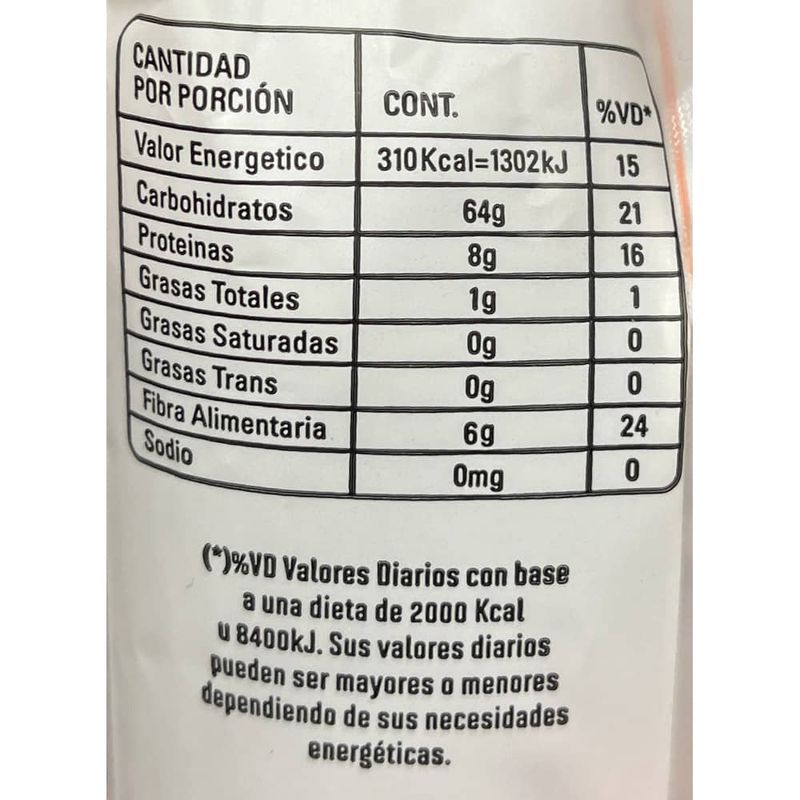 CANTIDAD
POR PORCIÓN CONT. %VD*
Valor Energetico 310Kcal=1302kJ 15
Carbohidratos 64g 21
Proteinas 8g 16
Grasas Totales 1g 1
Grasas Saturadas 0g 0
Grasas Trans 0g 0
Fibra Alimentaria 6g 24
Sodio 0mg 0
(*)%VD Valores Diarios con base
a una dieta de 2000 Kcal
u 8400kJ. Sus valores diarios
pueden ser mayores o menores
dependiendo de sus necesidades
energéticas.